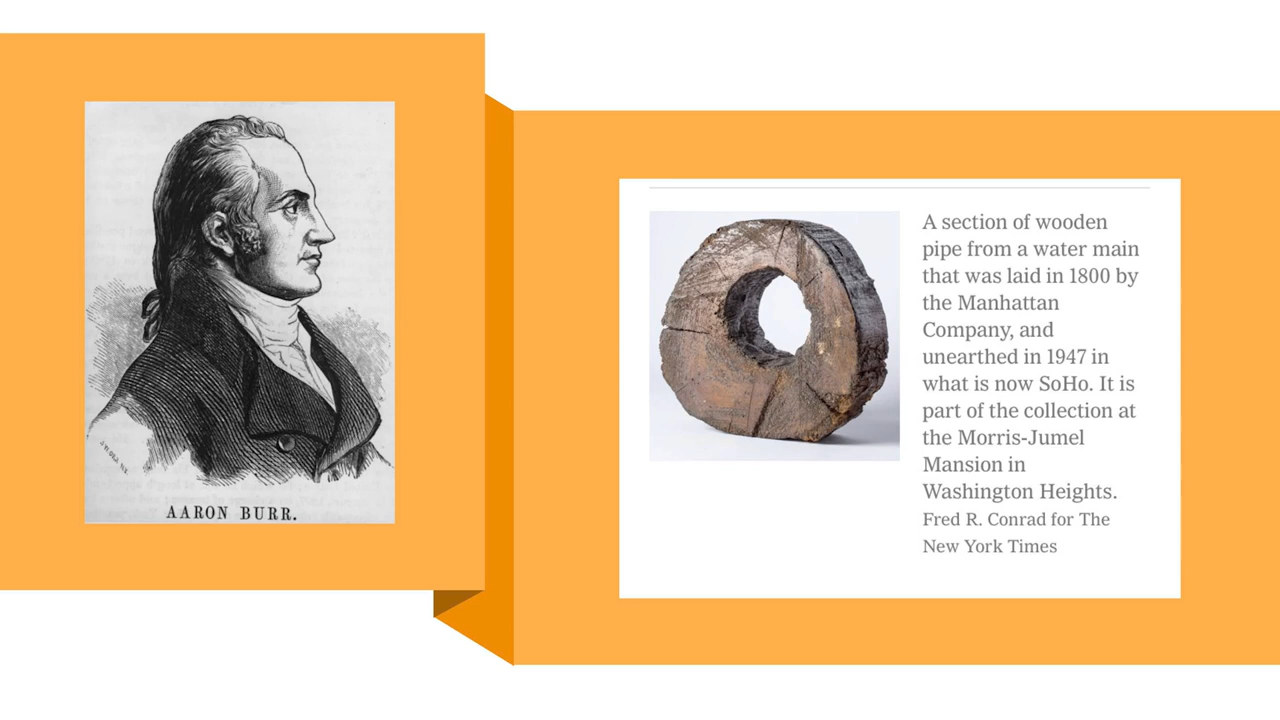 AARON BURR.
A section of wooden
pipe from a water main
that was laid in 1800 by
the Manhattan
Company, and
unearthed in 1947 in
what is now SoHo. It is
part of the collection at
the Morris-Jumel
Mansion in
Washington Heights.
Fred R. Conrad for The
New York Times